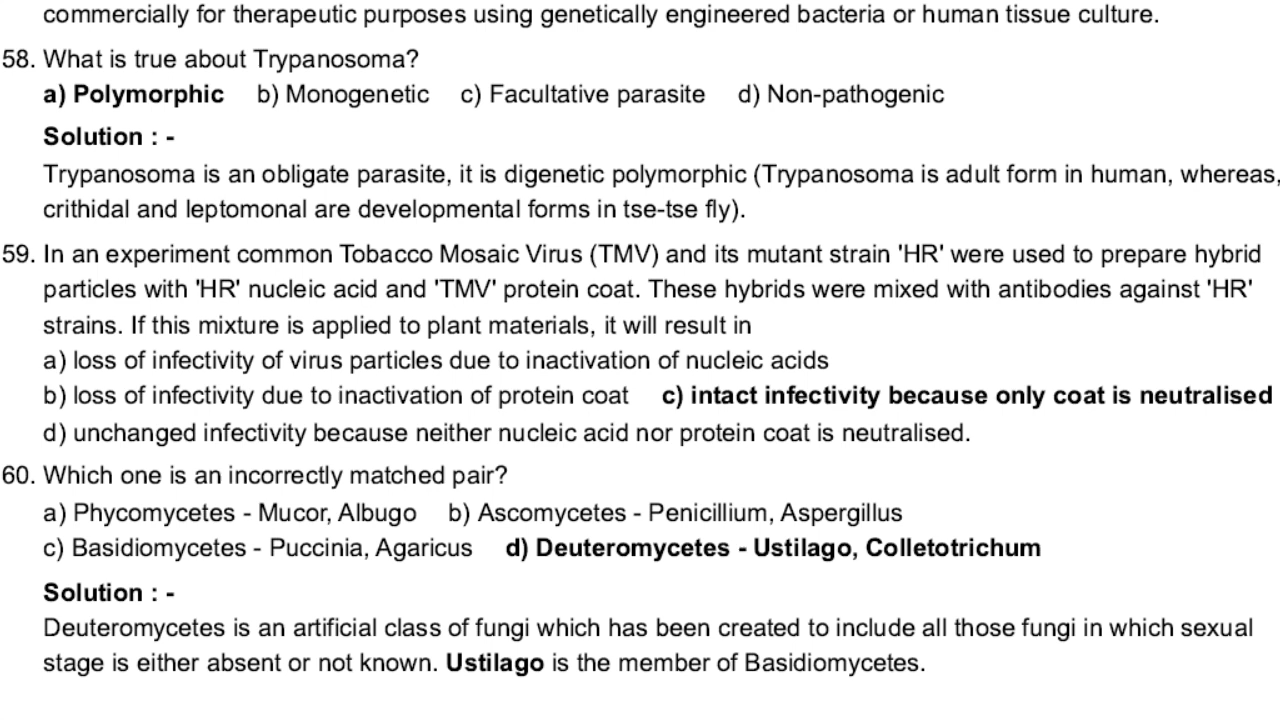 commercially for therapeutic purposes using genetically engineered bacteria or human tissue culture.
58. What is true about Trypanosoma?
a) Polymorphic b) Monogenetic c) Facultative parasite d) Non-pathogenic
Solution : -
Trypanosoma is an obligate parasite, it is digenetic polymorphic (Trypanosoma is adult form in human, whereas,
crithidal and leptomonal are developmental forms in tse-tse fly).
59. In an experiment common Tobacco Mosaic Virus (TMV) and its mutant strain 'HR' were used to prepare hybrid
particles with 'HR' nucleic acid and 'TMV' protein coat. These hybrids were mixed with antibodies against 'HR'
strains. If this mixture is applied to plant materials, it will result in
a) loss of infectivity of virus particles due to inactivation of nucleic acids
b) loss of infectivity due to inactivation of protein coat c) intact infectivity because only coat is neutralised
d) unchanged infectivity because neither nucleic acid nor protein coat is neutralised.
60. Which one is an incorrectly matched pair?
a) Phycomycetes - Mucor, Albugo b) Ascomycetes - Penicillium, Aspergillus
c) Basidiomycetes - Puccinia, Agaricus d) Deuteromycetes - Ustilago, Colletotrichum
Solution : -
Deuteromycetes is an artificial class of fungi which has been created to include all those fungi in which sexual
stage is either absent or not known. Ustilago is the member of Basidiomycetes.